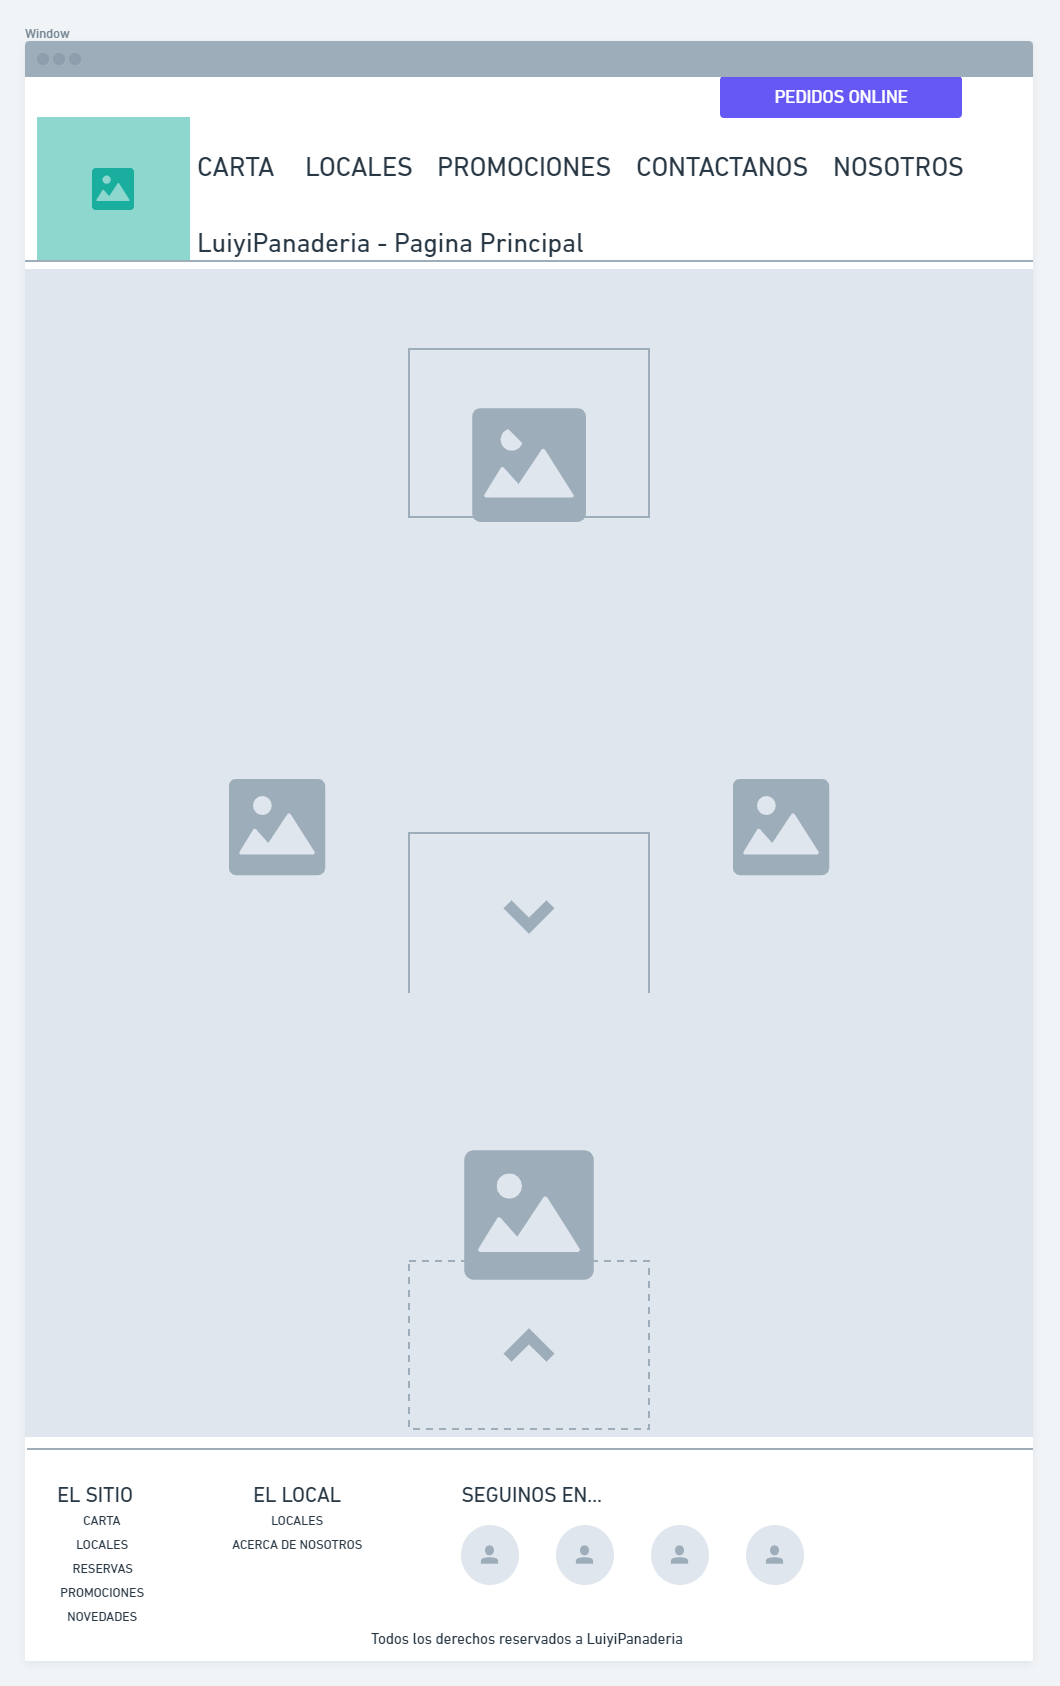 Window
PEDIDOS ONLINE
CARTA LOCALES PROMOCIONES CONTACTANOS NOSOTROS
LuiyiPanaderia - Pagina Principal
EL SITIO
CARTA
LOCALES
RESERVAS
PROMOCIONES
NOVEDADES
EL LOCAL
LOCALES
ACERCA DE NOSOTROS
SEGUINOS EN...
Todos los derechos reservados a LuiyiPanaderia